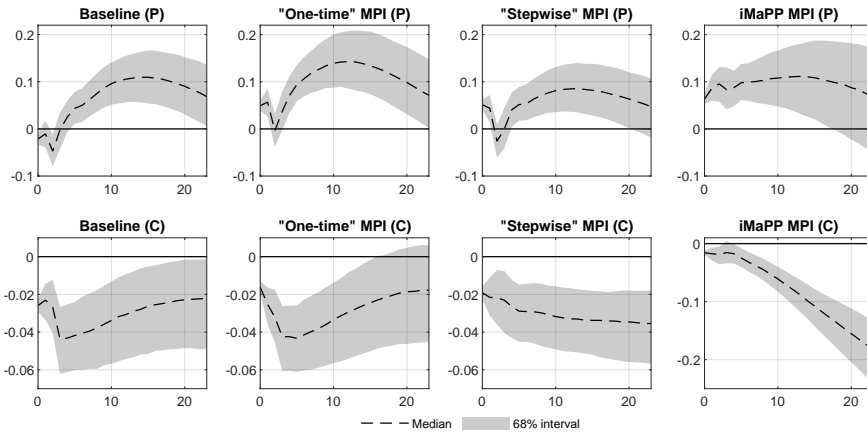 Baseline (P)
"One-time" MPI (P)
"Stepwise" MPI (P)
iMaPP MPI (P)
0.2
0.1
0
-0.1
0 10 20
0.2
0.1
0
-0.1
0 10 20
0.2
0.1
0
-0.1
0 10 20
0.2
0.1
0
-0.1
0 10 20
Baseline (C)
"One-time" MPI (C)
"Stepwise" MPI (C)
iMaPP MPI (C)
0
-0.02
-0.04
-0.06
0 10 20
0
-0.02
-0.04
-0.06
0 10 20
0
-0.02
-0.04
-0.06
0 10 20
0
-0.1
-0.2
0 10 20
Median
68% interval